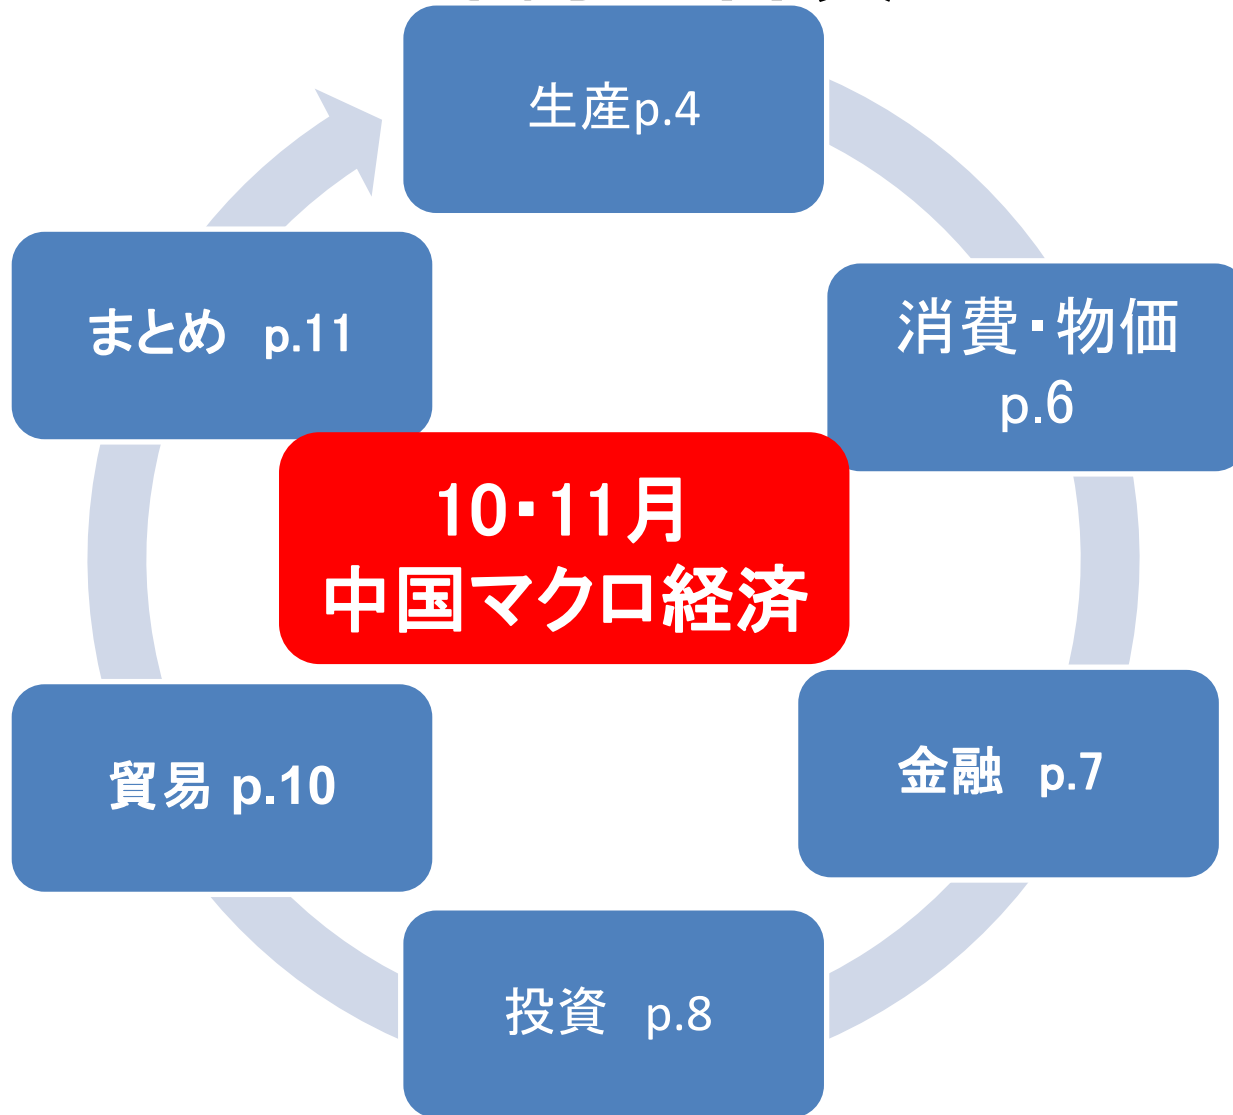 生産p.4
消費・物価
p.6
まとめ　p.11
10・11月
中国マクロ経済
金融　p.7
貿易 p.10
投資　p.8